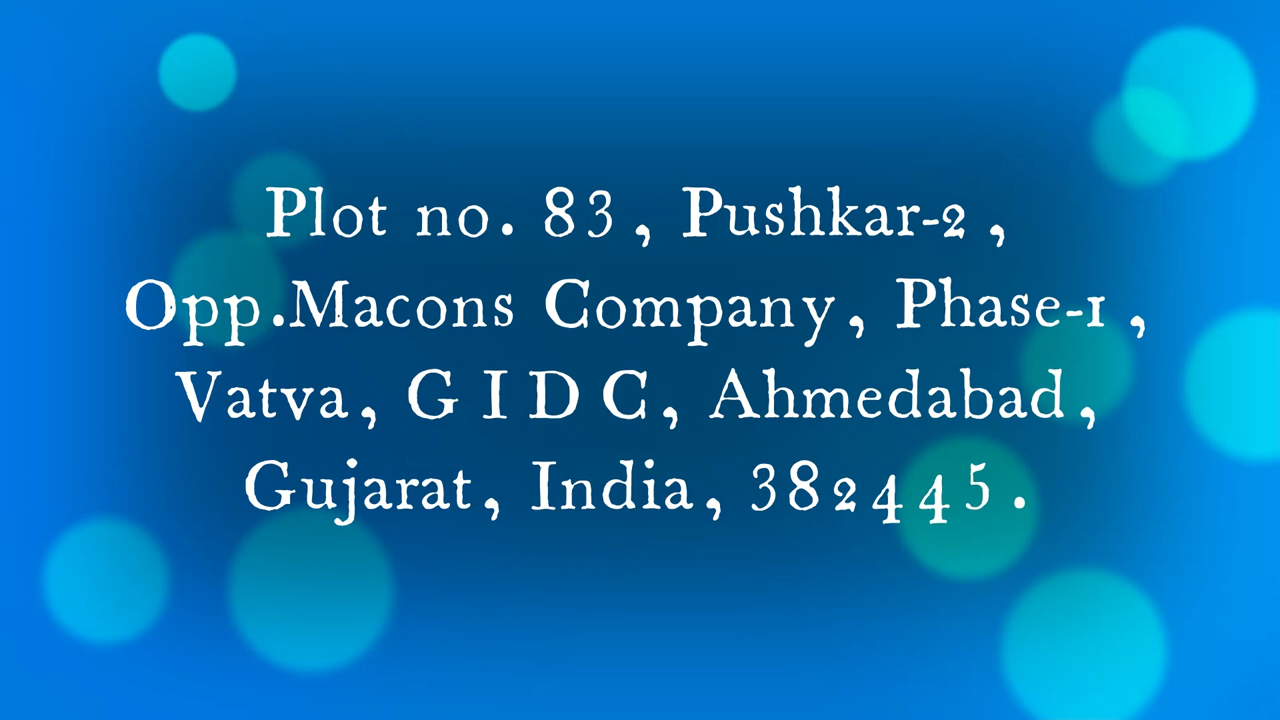 Plot no. 83, Pushkar-2,
Opp.Macons Company, Phase-1,
Vatva, G I D C, Ahmedabad,
Gujarat, India, 382445.